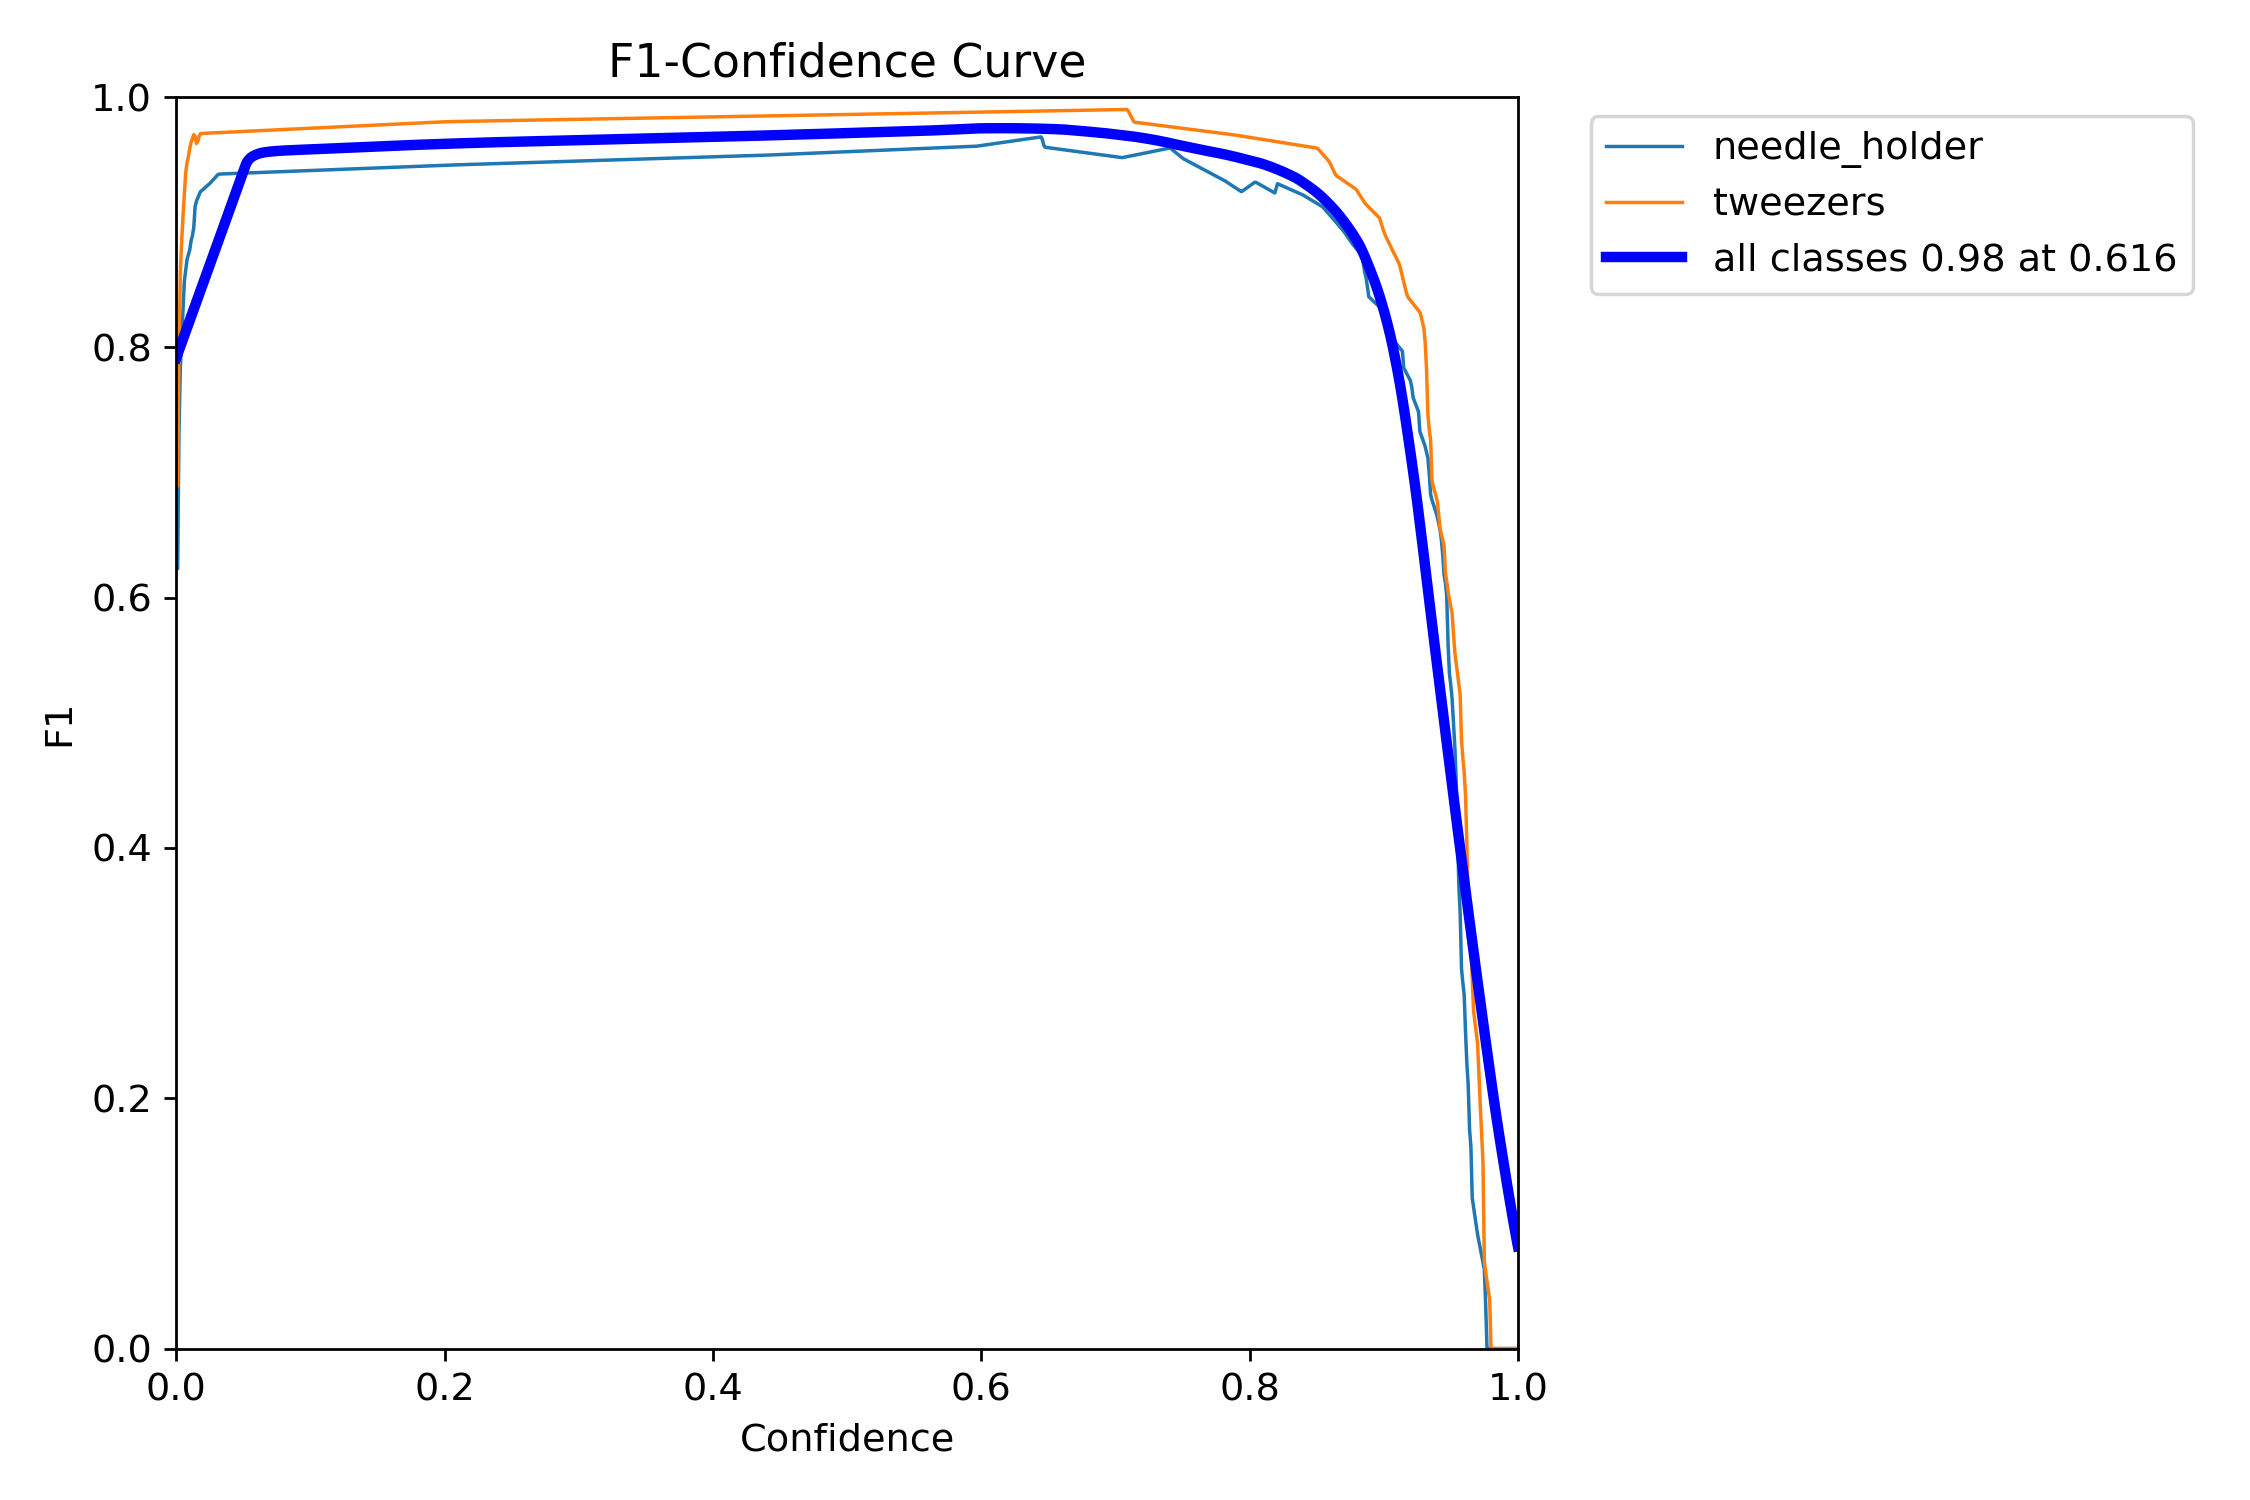 F1-Confidence Curve
1.0
0.8
0.6
0.4
0.2
0.0
F1
0.0 0.2 0.4 0.6 0.8 1.0
Confidence
needle_holder
tweezers
all classes 0.98 at 0.616